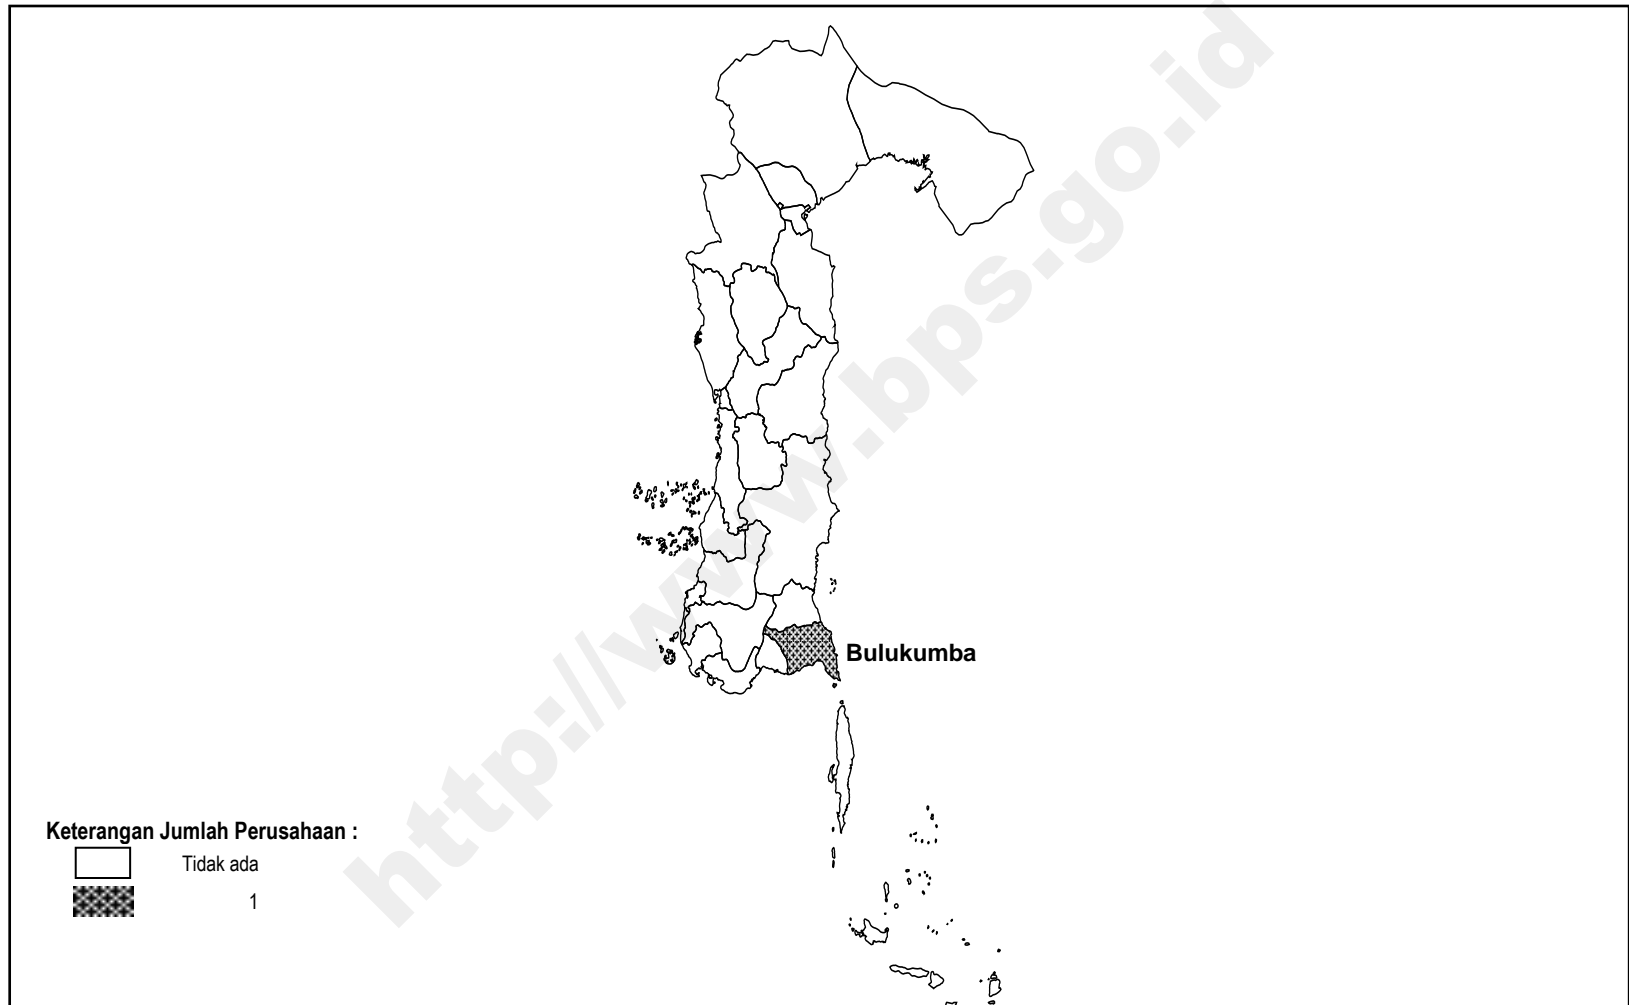 http://www.bps.go.id
Bulukumba
Keterangan Jumlah Perusahaan :
Tidak ada
1